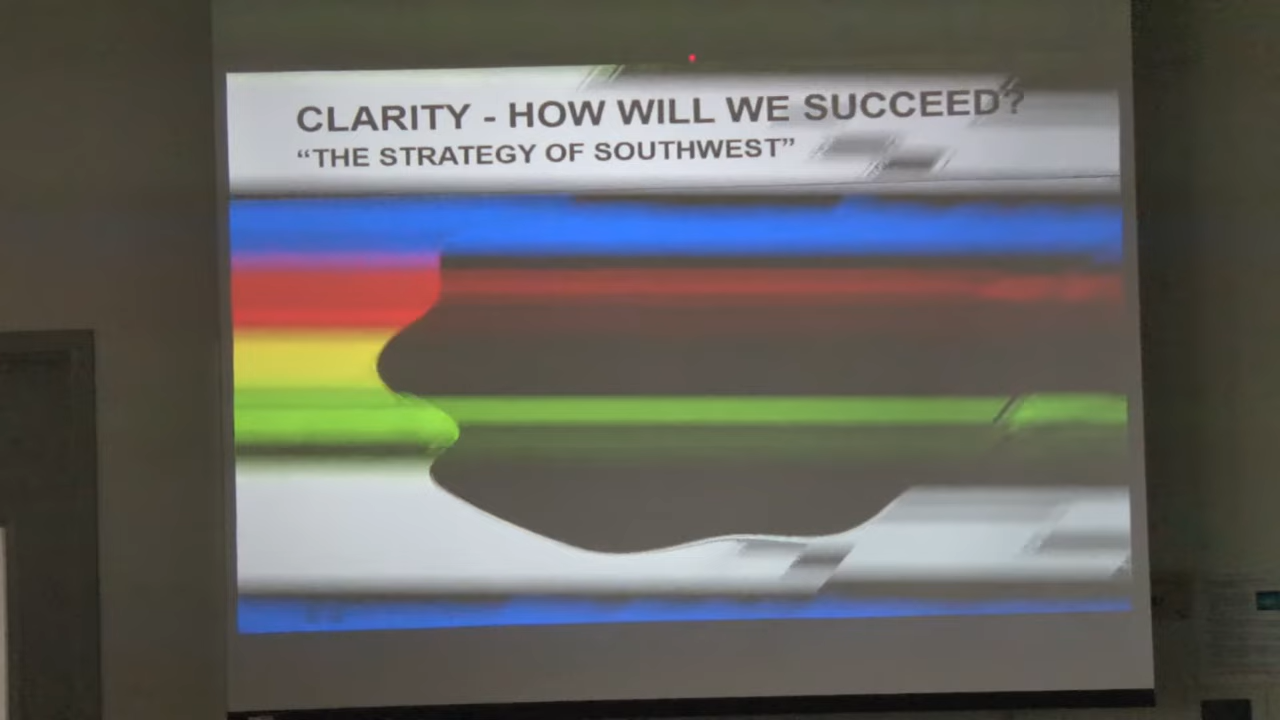 CLARITY - HOW WILL WE SUCCEED?
“THE STRATEGY OF SOUTHWEST”